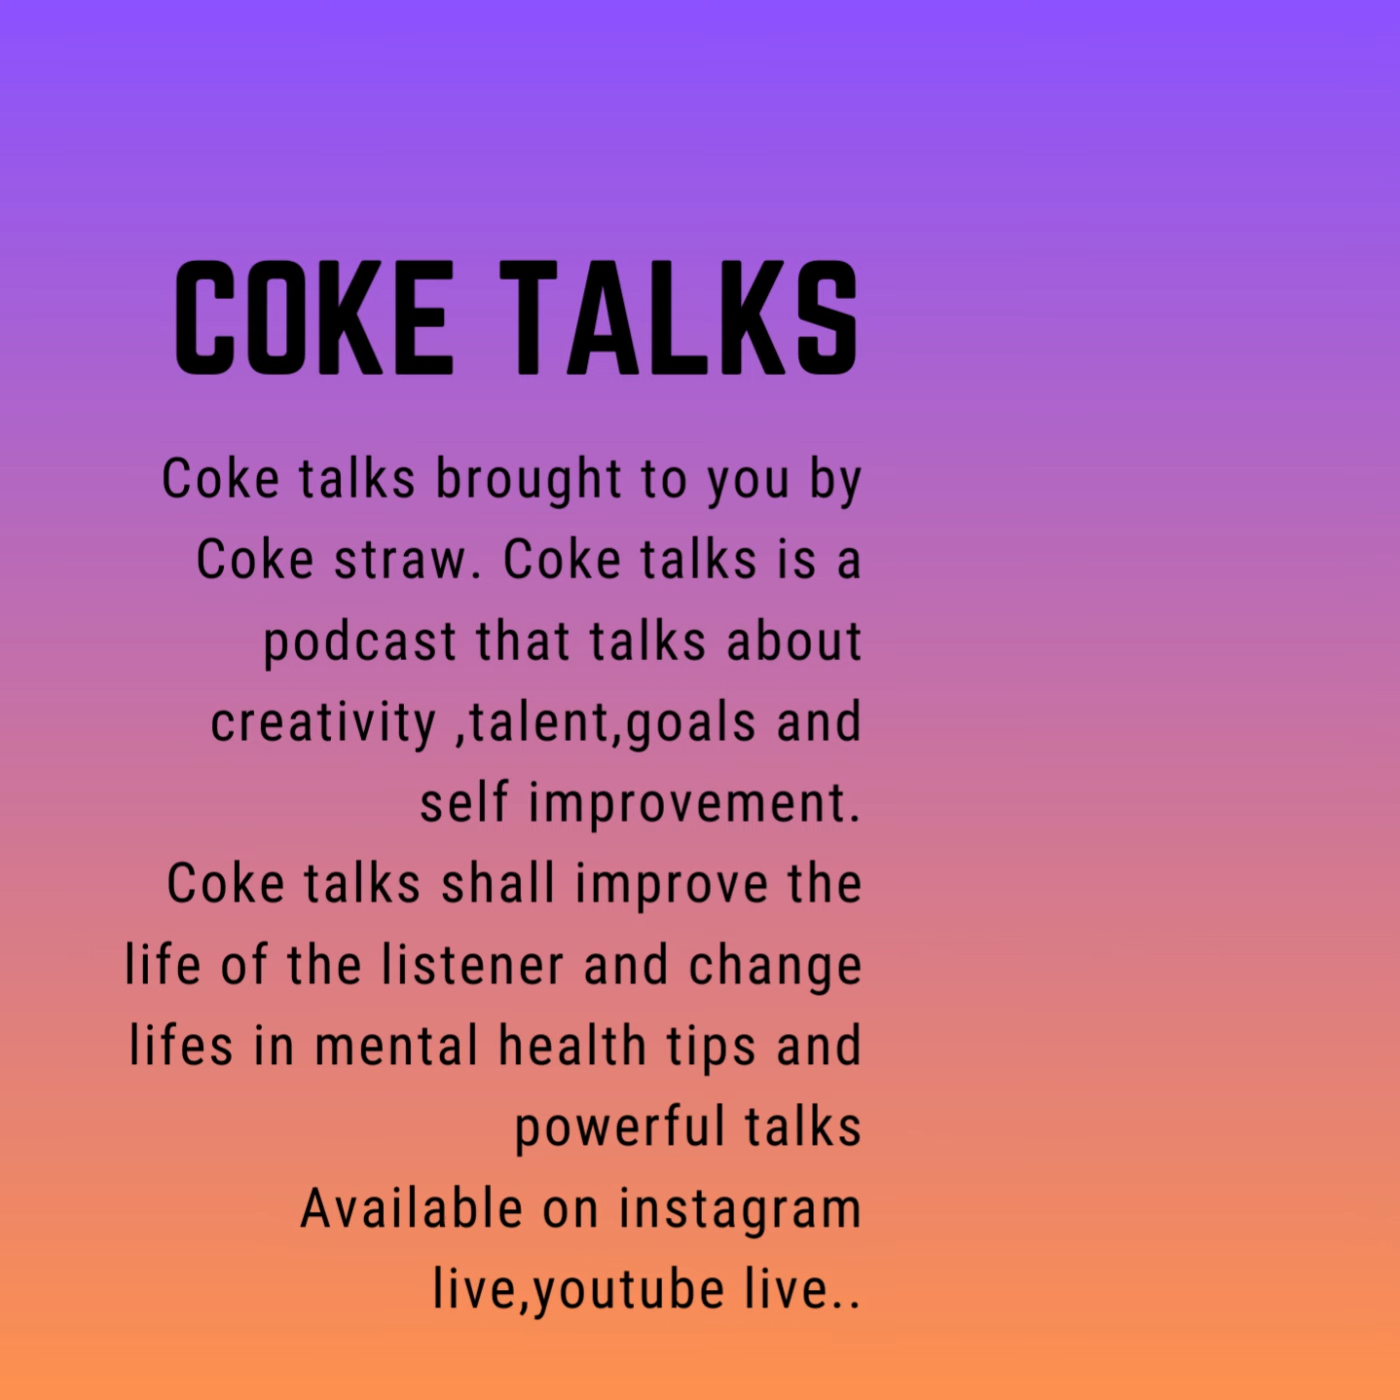 COKE TALKS
Coke talks brought to you by
Coke straw. Coke talks is a
podcast that talks about
creativity ,talent,goals and
self improvement.
Coke talks shall improve the
life of the listener and change
lifes in mental health tips and
powerful talks
Available on instagram
live,youtube live..